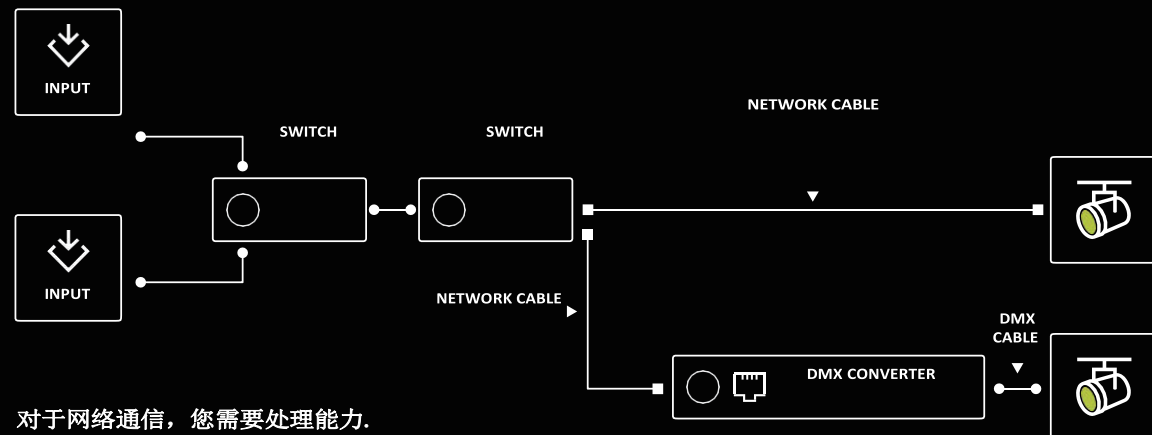 INPUT
SWITCH
SWITCH
NETWORK CABLE
INPUT
NETWORK CABLE
DMX
CABLE
DMX CONVERTER
对于网络通信，您需要处理能力.